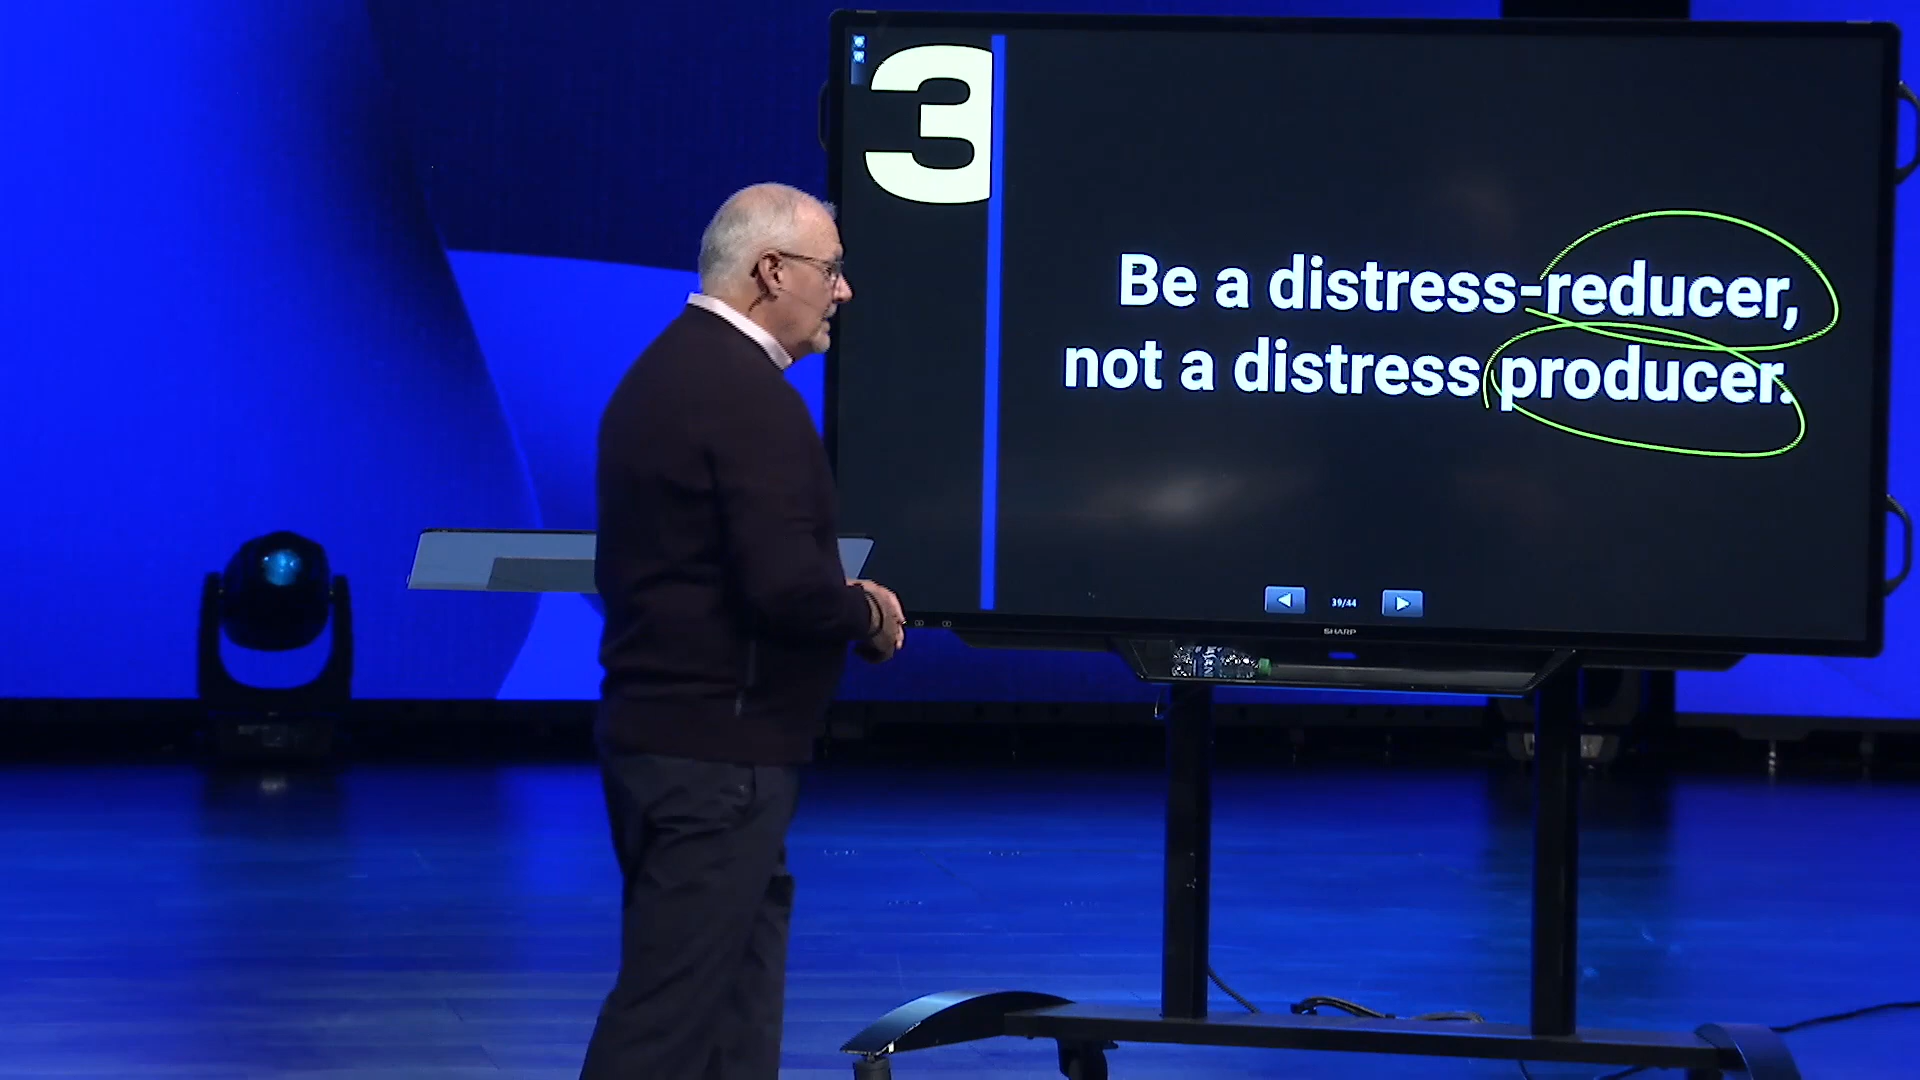 3
Be a distress-reducer,
not a distress producer.
39/44
SHARP